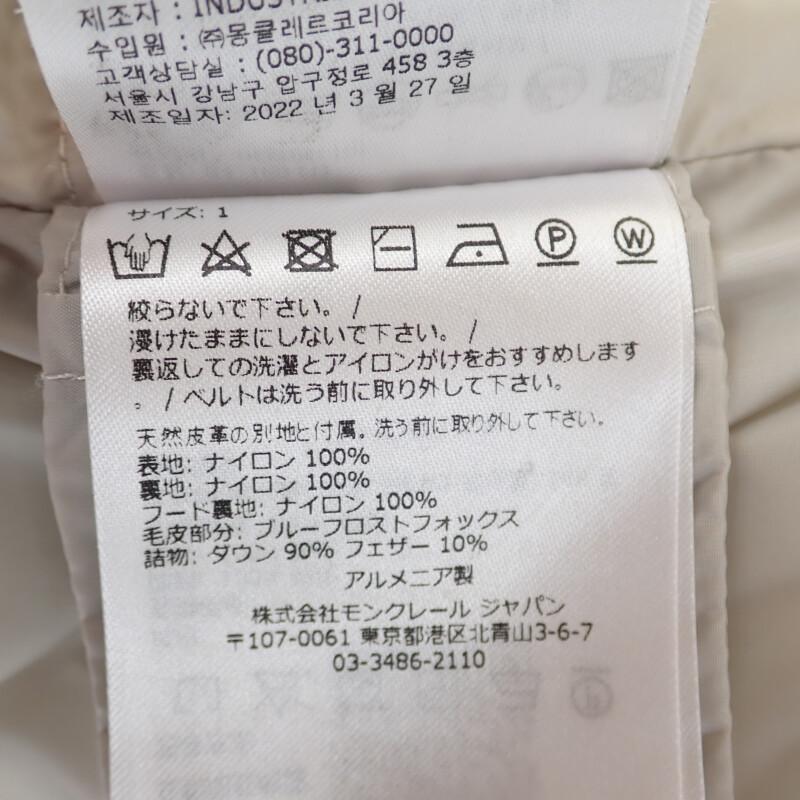 제조자 : INDUSTRI
수입원 : ㈜몽클레르코리아
고객상담실 : (080)-311-0000
서울시 강남구 압구정로 458 3층
제조일자: 2022 년 3 월 27 일
サイズ: 1
P W
絞らないで下さい。 /
浸けたままにしないで下さい。 /
裏返しての洗濯とアイロンがけをおすすめします
。 / ベルトは洗う前に取り外して下さい。
天然皮革の別地と付属。洗う前に取り外して下さい。
表地: ナイロン 100%
裏地: ナイロン 100%
フード裏地: ナイロン 100%
毛皮部分: ブルーフロストフォックス
詰物: ダウン 90% フェザー 10%
アルメニア製
株式会社モンクレール ジャパン
〒107-0061 東京都港区北青山3-6-7
03-3486-2110